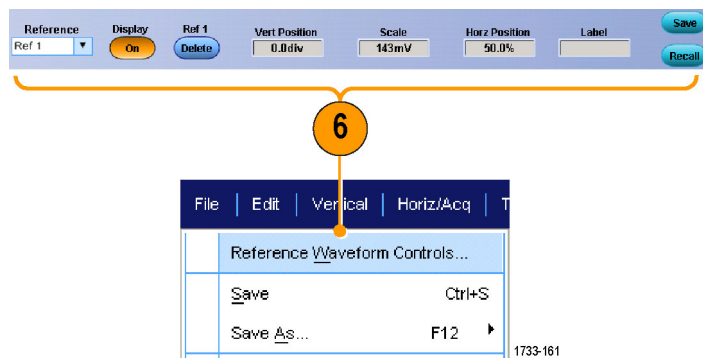 Reference Display Ref 1 Vert Position Scale Horz Position Label Save
Ref 1 On Delete 0.0div 143mV 50.0% Recall
6
File Edit Vertical Horiz/Acq T
Reference Waveform Controls...
Save Ctrl+S
Save As... F12
1733-161